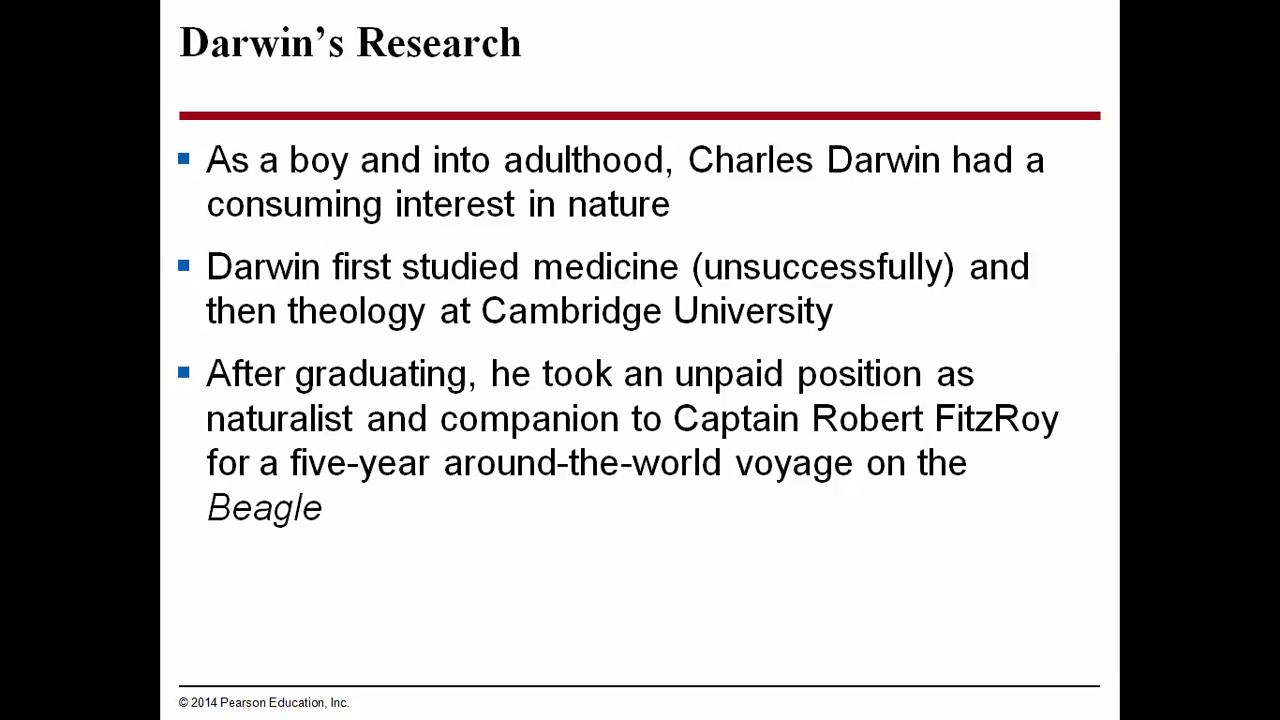 Darwin’s Research
▪ As a boy and into adulthood, Charles Darwin had a
consuming interest in nature
▪ Darwin first studied medicine (unsuccessfully) and
then theology at Cambridge University
▪ After graduating, he took an unpaid position as
naturalist and companion to Captain Robert FitzRoy
for a five-year around-the-world voyage on the
Beagle
© 2014 Pearson Education, Inc.